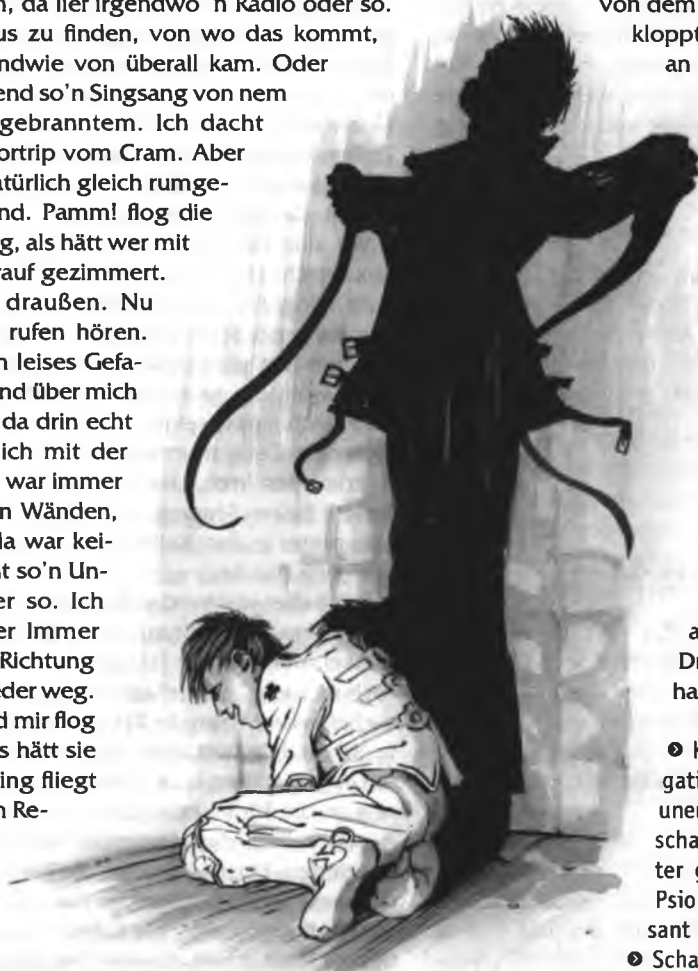 n, da lief irgendwo 'n Radio oder so.
us zu finden, von wo das kommt,
ndwie von überall kam. Oder
end so'n Singsang von nem
gebranntem. Ich dacht
ortrip vom Cram. Aber
atürlich gleich rumge-
nd. Pamm! flog die
g, als hätt wer mit
rauf gezimmert.
draußen. Nu
rufen hören.
n leises Gefa-
nd über mich
da drin echt
ich mit der
war immer
n Wänden,
la war kei-
t so'n Un-
er so. Ich
er Immer
Richtung
eder weg.
d mir flog
s hätt sie
ing fliegt
n Re-
von dem
kloppt
an
a
Dr
ha
gati
uner
scha
ter g
Psio
sant
Scha